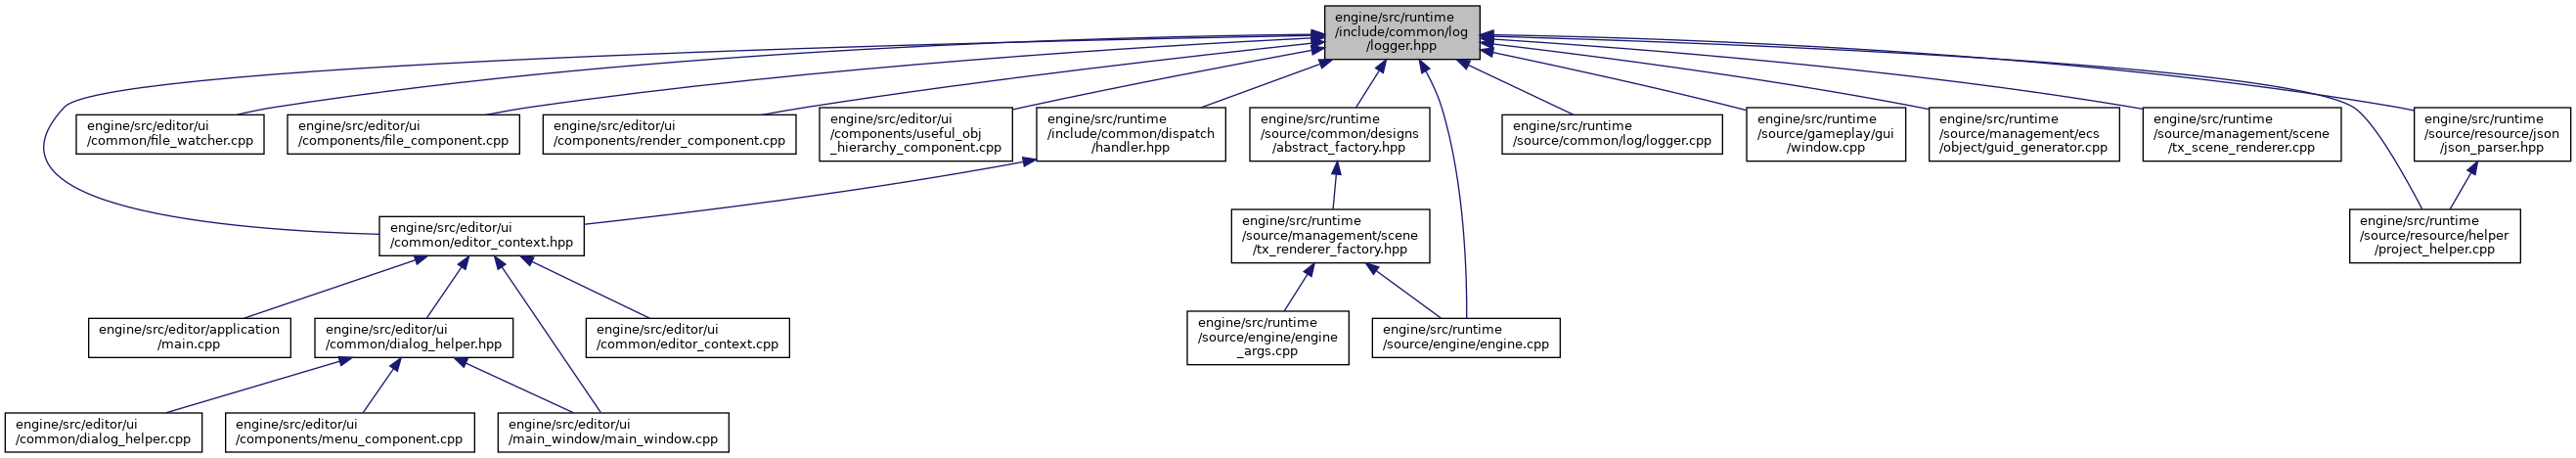 engine/src/runtime
/include/common/log
/logger.hpp
engine/src/editor/ui
/common/file_watcher.cpp
engine/src/editor/ui
/components/file_component.cpp
engine/src/editor/ui
/components/render_component.cpp
engine/src/editor/ui
/components/useful_obj
_hierarchy_component.cpp
engine/src/runtime
/include/common/dispatch
/handler.hpp
engine/src/runtime
/source/common/designs
/abstract_factory.hpp
engine/src/runtime
/source/common/log/logger.cpp
engine/src/runtime
/source/gameplay/gui
/window.cpp
engine/src/runtime
/source/management/ecs
/object/guid_generator.cpp
engine/src/runtime
/source/management/scene
/tx_scene_renderer.cpp
engine/src/runtime
/source/resource/json
/json_parser.hpp
engine/src/editor/ui
/common/editor_context.hpp
engine/src/runtime
/source/management/scene
/tx_renderer_factory.hpp
engine/src/runtime
/source/resource/helper
/project_helper.cpp
engine/src/editor/application
/main.cpp
engine/src/editor/ui
/common/dialog_helper.hpp
engine/src/editor/ui
/common/editor_context.cpp
engine/src/runtime
/source/engine/engine
_args.cpp
engine/src/runtime
/source/engine/engine.cpp
engine/src/editor/ui
/common/dialog_helper.cpp
engine/src/editor/ui
/components/menu_component.cpp
engine/src/editor/ui
/main_window/main_window.cpp